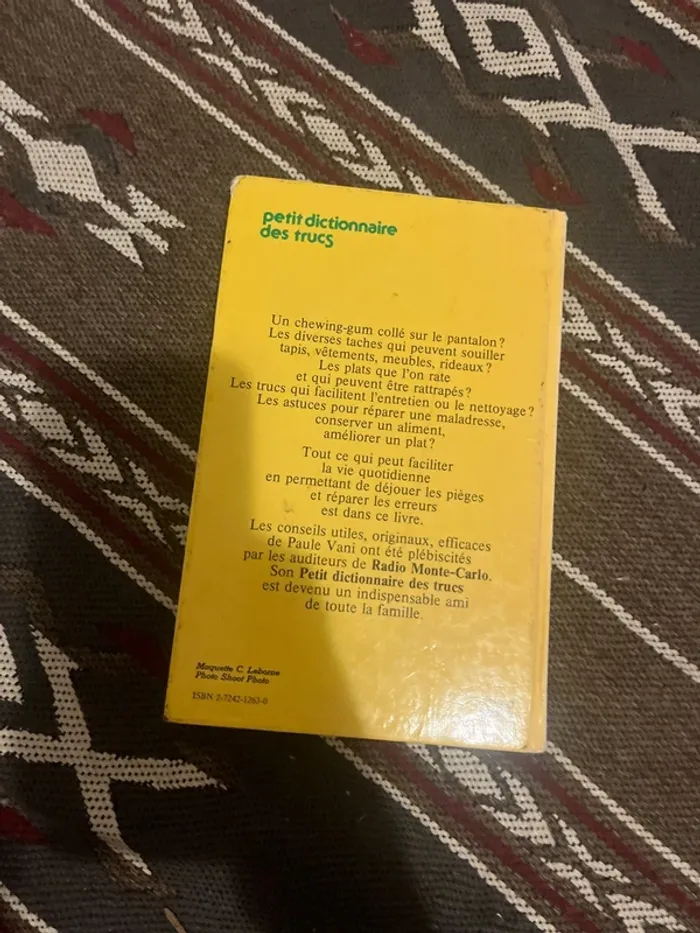 petit dictionnaire
des trucs
Un chewing-gum collé sur le pantalon?
Les diverses taches qui peuvent souiller
tapis, vêtements, meubles, rideaux?
Les plats que l'on rate
et qui peuvent être rattrapés?
Les trucs qui facilitent l'entretien ou le nettoyage?
Les astuces pour réparer une maladresse,
conserver un aliment,
améliorer un plat?
Tout ce qui peut faciliter
la vie quotidienne
en permettant de déjouer les pièges
et réparer les erreurs
est dans ce livre.
Les conseils utiles, originaux, efficaces
de Paule Vani ont été plébiscités
par les auditeurs de Radio Monte-Carlo.
Son Petit dictionnaire des trucs
est devenu un indispensable ami
de toute la famille.
Maquette C.
Photo Shoot Photo
ISBN 2-7242-1263-0